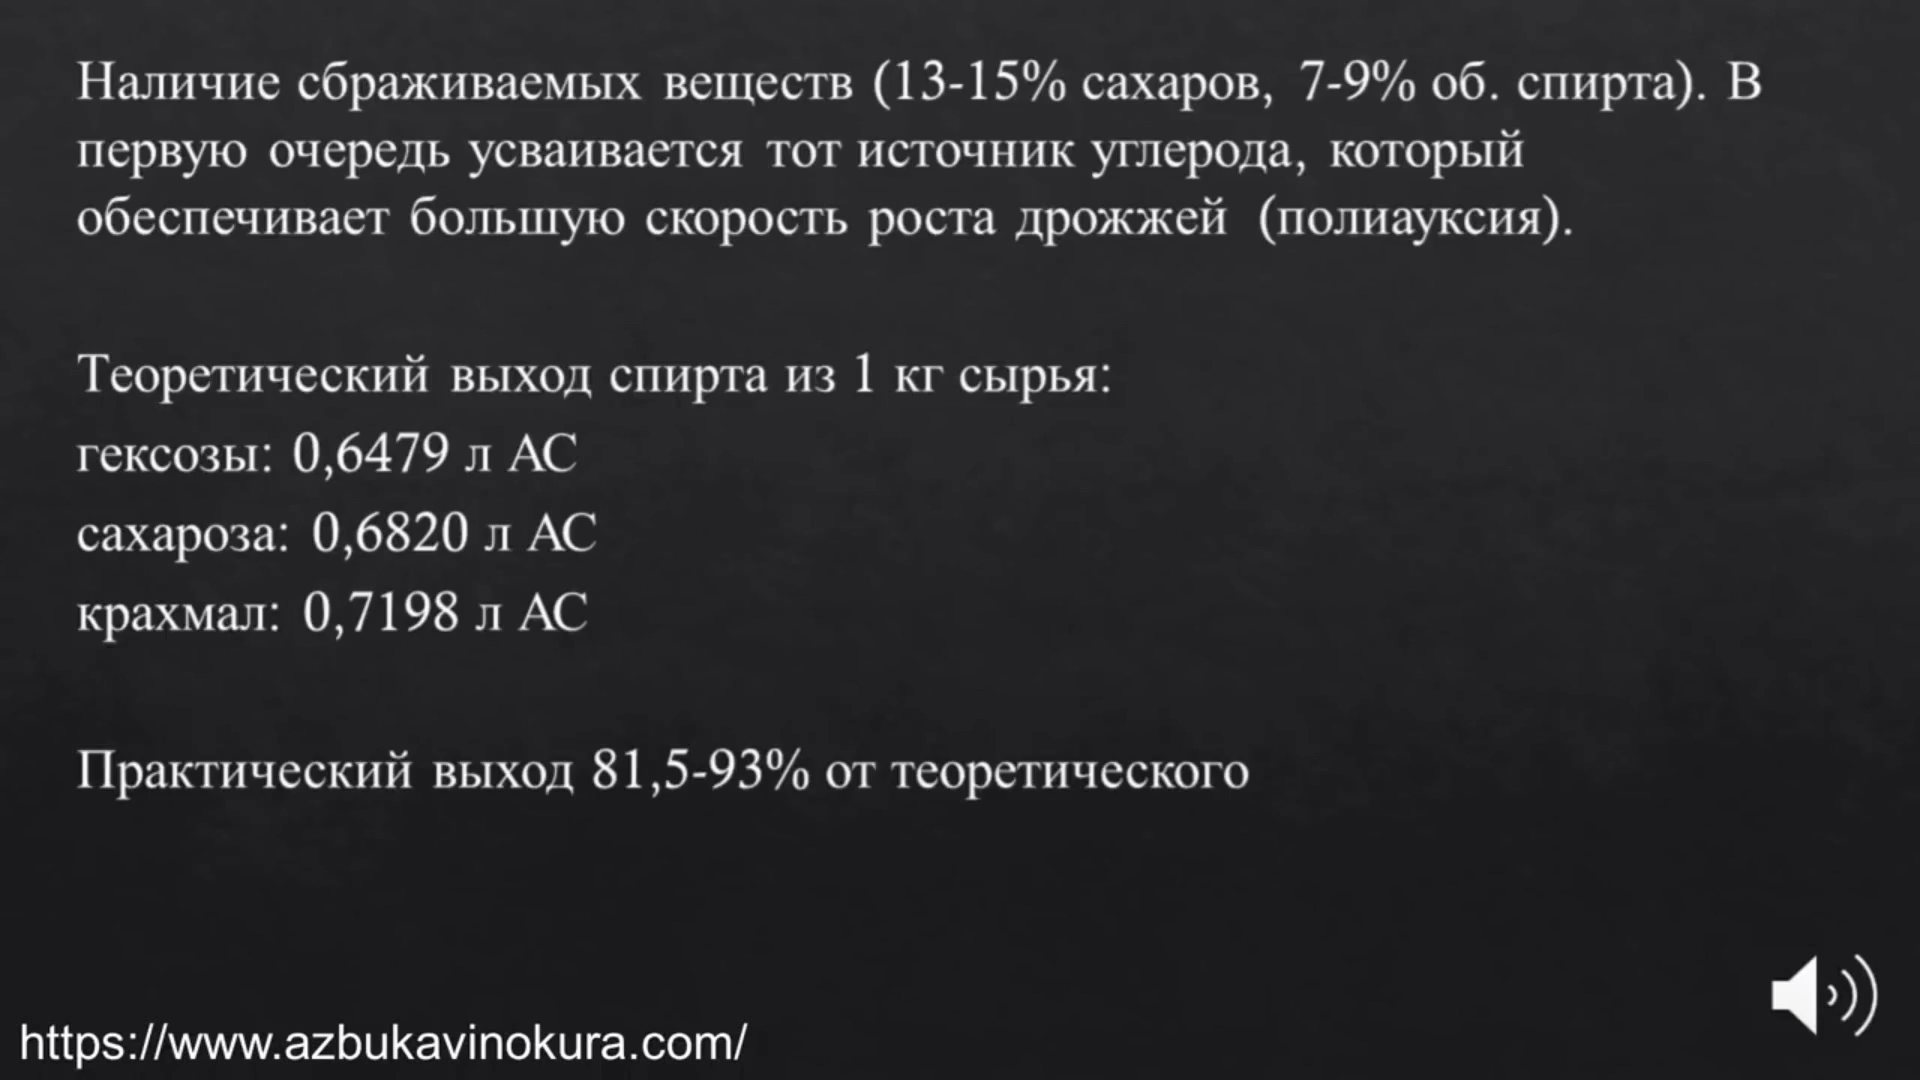 Наличие сбраживаемых веществ (13-15% сахаров, 7-9% об. спирта). В
первую очередь усваивается тот источник углерода, который
обеспечивает большую скорость роста дрожжей (полиауксия).
Теоретический выход спирта из 1 кг сырья:
гексозы: 0,6479 л АС
сахароза: 0,6820 л АС
крахмал: 0,7198 л АС
Практический выход 81,5-93% от теоретического
https://www.azbukavinokura.com/